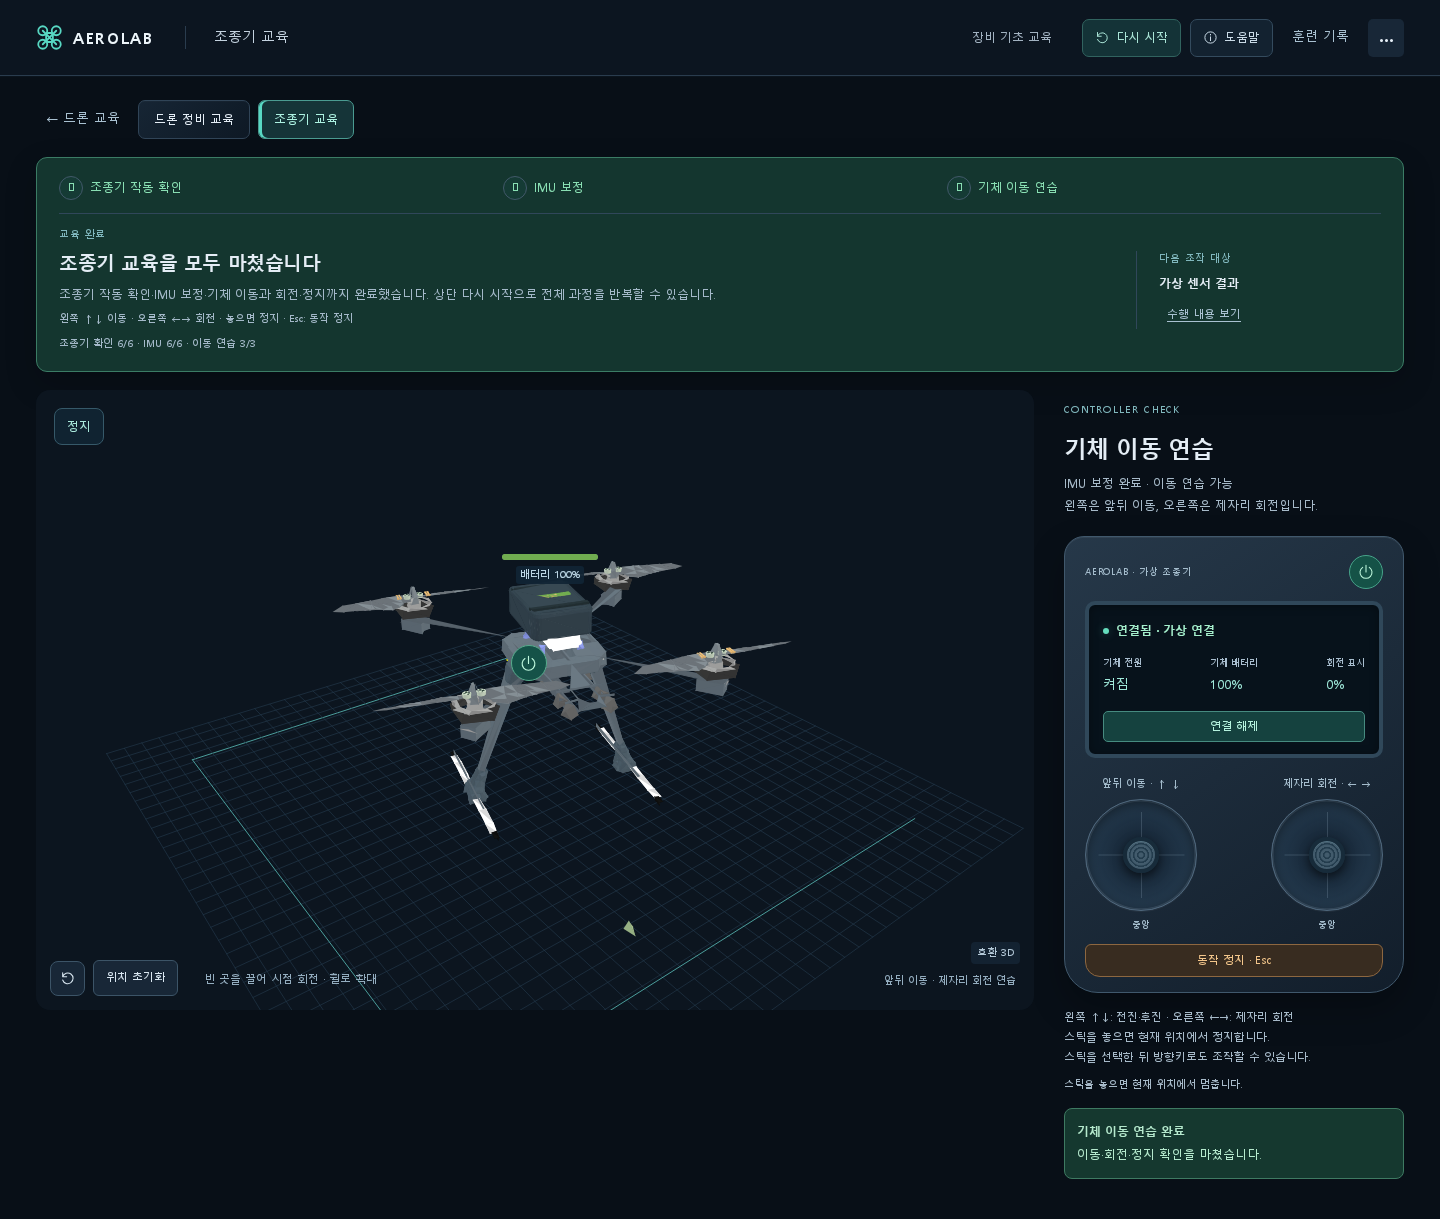 AEROLAB
조종기 교육
장비 기초 교육
다시 시작
도움말
훈련 기록
...
← 드론 교육
드론 정비 교육
조종기 교육
조종기 작동 확인
IMU 보정
기체 이동 연습
교육 완료
조종기 교육을 모두 마쳤습니다
조종기 작동 확인·IMU 보정·기체 이동과 회전·정지까지 완료했습니다. 상단 다시 시작으로 전체 과정을 반복할 수 있습니다.
왼쪽 ↑↓ 이동 · 오른쪽 ←→ 회전 · 놓으면 정지 · Esc: 동작 정지
조종기 확인 6/6 · IMU 6/6 · 이동 연습 3/3
다음 조작 대상
가상 센서 결과
수행 내용 보기
정지
배터리 100%
위치 초기화
빈 곳을 끌어 시점 회전 · 휠로 확대
호환 3D
앞뒤 이동 · 제자리 회전 연습
CONTROLLER CHECK
기체 이동 연습
IMU 보정 완료 · 이동 연습 가능
왼쪽은 앞뒤 이동, 오른쪽은 제자리 회전입니다.
AEROLAB · 가상 조종기
연결됨 · 가상 연결
기체 전원
기체 배터리
회전 표시
켜짐
100%
0%
연결 해제
앞뒤 이동 · ↑ ↓
제자리 회전 · ← →
중앙
중앙
동작 정지 · Esc
왼쪽 ↑↓: 전진·후진 · 오른쪽 ←→: 제자리 회전
스틱을 놓으면 현재 위치에서 정지합니다.
스틱을 선택한 뒤 방향키로도 조작할 수 있습니다.
스틱을 놓으면 현재 위치에서 멈춥니다.
기체 이동 연습 완료
이동·회전·정지 확인을 마쳤습니다.